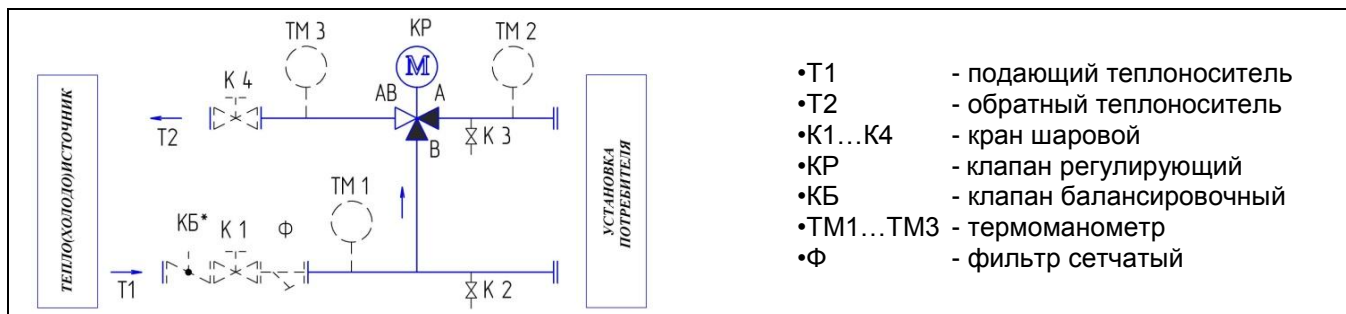 ТЕПЛО(ХОЛОДО)ИСТОЧНИК
ТМ 3
КР
ТМ 2
К 4
М
АВ
А
Т2
К 3
В
ТМ 1
КБ*
К 1
Ф
Т1
К 2
УСТАНОВКА
ПОТРЕБИТЕЛЯ
•Т1 - подающий теплоноситель
•Т2 - обратный теплоноситель
•К1…К4 - кран шаровой
•КР - клапан регулирующий
•КБ - клапан балансировочный
•ТМ1…ТМ3 - термоманометр
•Ф - фильтр сетчатый